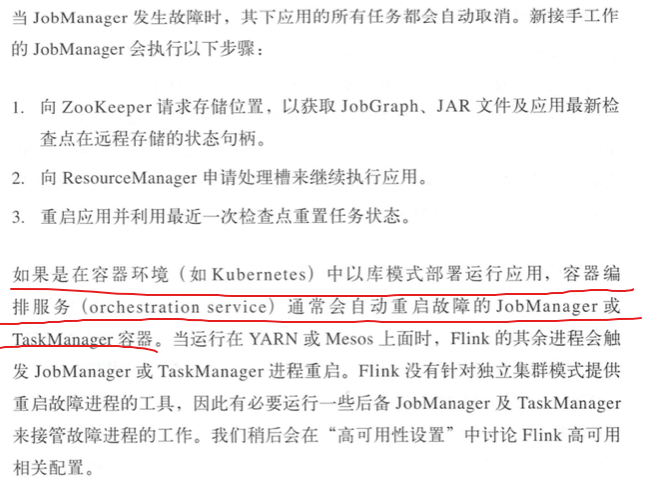 当 JobManager 发生故障时，其下应用的所有任务都会自动取消。新接手工作
的 JobManager 会执行以下步骤：
1. 向 ZooKeeper 请求存储位置，以获取 JobGraph、JAR 文件及应用最新检
查点在远程存储的状态句柄。
2. 向 ResourceManager 申请处理槽来继续执行应用。
3. 重启应用并利用最近一次检查点重置任务状态。
如果是在容器环境（如 Kubernetes）中以库模式部署运行应用，容器编
排服务（orchestration service）通常会自动重启故障的 JobManager 或
TaskManager 容器。当运行在 YARN 或 Mesos 上面时，Flink 的其余进程会触
发 JobManager 或 TaskManager 进程重启。Flink 没有针对独立集群模式提供
重启故障进程的工具，因此有必要运行一些后备 JobManager 及 TaskManager
来接管故障进程的工作。我们稍后会在“高可用性设置”中讨论 Flink 高可用
相关配置。